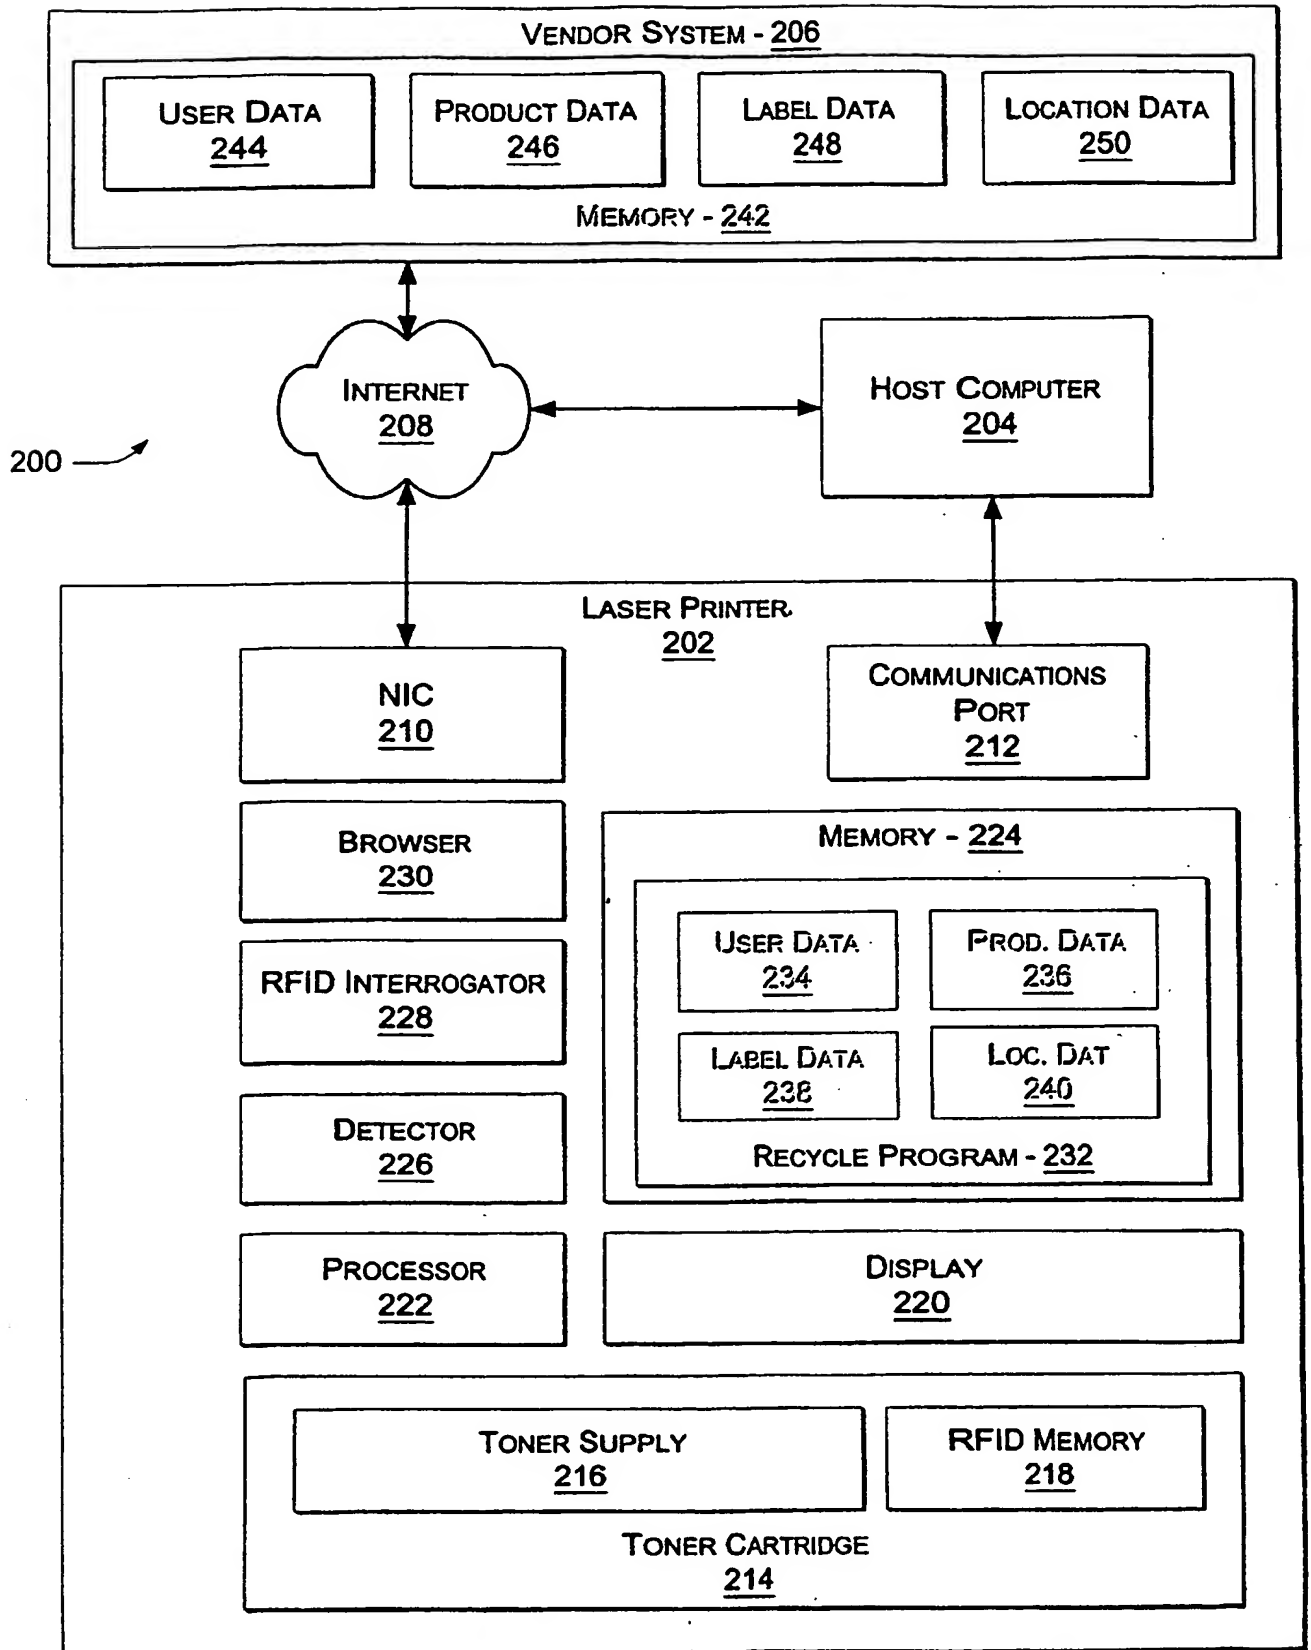 VENDOR SYSTEM - 206
USER DATA
244
PRODUCT DATA
246
LABEL DATA
248
LOCATION DATA
250
MEMORY - 242
INTERNET
208
HOST COMPUTER
204
200
LASER PRINTER
202
NIC
210
COMMUNICATIONS
PORT
212
BROWSER
230
MEMORY - 224
RFID INTERROGATOR
228
USER DATA
234
PROD. DATA
236
LABEL DATA
238
LOC. DAT
240
RECYCLE PROGRAM - 232
DETECTOR
226
PROCESSOR
222
DISPLAY
220
TONER SUPPLY
216
RFID MEMORY
218
TONER CARTRIDGE
214